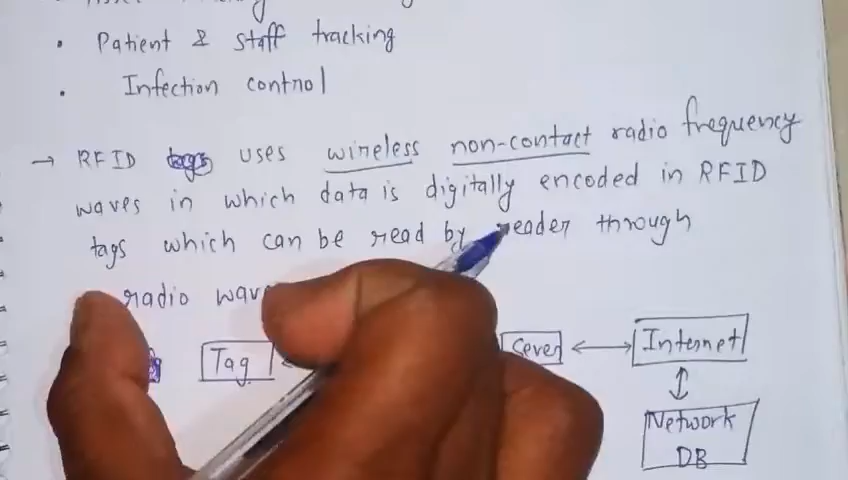 • Patient & staff tracking
• Infection control
→ RFID uses wireless non-contact radio frequency
waves in which data is digitally encoded in RFID
tags which can be read by reader through
radio
Tag Sever Internet
Network
DB